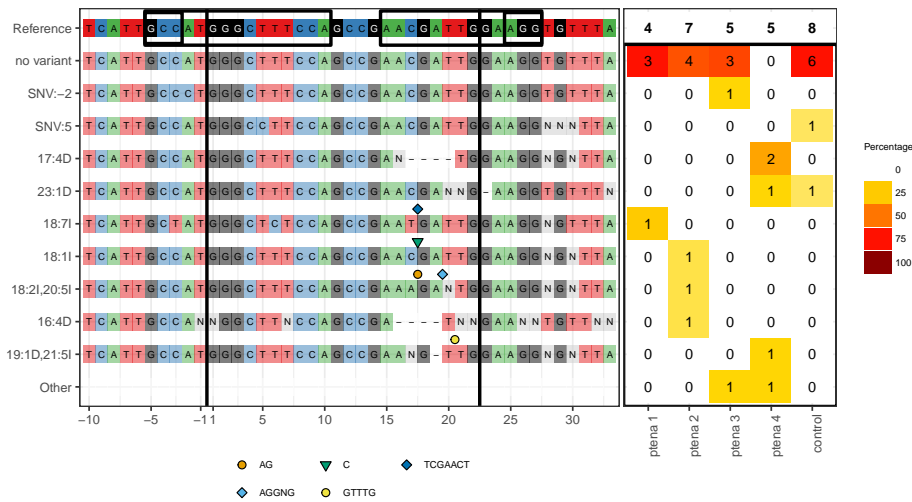 Reference T C A T T G C C A T G G G C T T T C C A G C C G A A C G A T T G G A A G G T G T T T A 4 7 5 5 8
no variant T C A T T G C C A T G G G C T T T C C A G C C G A A C G A T T G G A A G G T G T T T A 3 4 3 0 6
SNV:−2 T C A T T G C C C T G G G C T T T C C A G C C G A A C G A T T G G A A G G T G T T T A 0 0 1 0 0
SNV:5 T C A T T G C C A T G G G C C T T C C A G C C G A A C G A T T G G A A G G N N N T T A 0 0 0 0 1
17:4D T C A T T G C C A T G G G C T T T C C A G C C G A N − − − − T G G A A G G N G N T T A 0 0 0 2 0
23:1D T C A T T G C C A T G G G C T T T C C A G C C G A A C G A N N G − A A G G T G T T T N 0 0 0 1 1
18:7I T C A T T G C T A T G G G C T C T C C A G C C G A A T G A T T G G A A G G N G T T T A 1 0 0 0 0
18:1I T C A T T G C C A T G G G C T T T C C A G C C G A A C G A T T G G A A G G N G N T T A 0 1 0 0 0
18:2I,20:5I T C A T T G C C A T G G G C T T T C C A G C C G A A A G A N T G G A A G G N G N T T A 0 1 0 0 0
16:4D T C A T T G C C A N N G G C T T N C C A G C C G A − − − − T N N G A A N N T G T T N N 0 1 0 0 0
19:1D,21:5I T C A T T G C C A T G G G C T T T C C A G C C G A A N G − T T G G A A G G N G N T T A 0 0 0 1 0
Other 0 0 1 1 0
−10 −5 −1 1 5 10 15 20 25 30
ptena 1 ptena 2 ptena 3 ptena 4 control
AG C TCGAACT
AGGNG GTTTG
Percentage
0
25
50
75
100